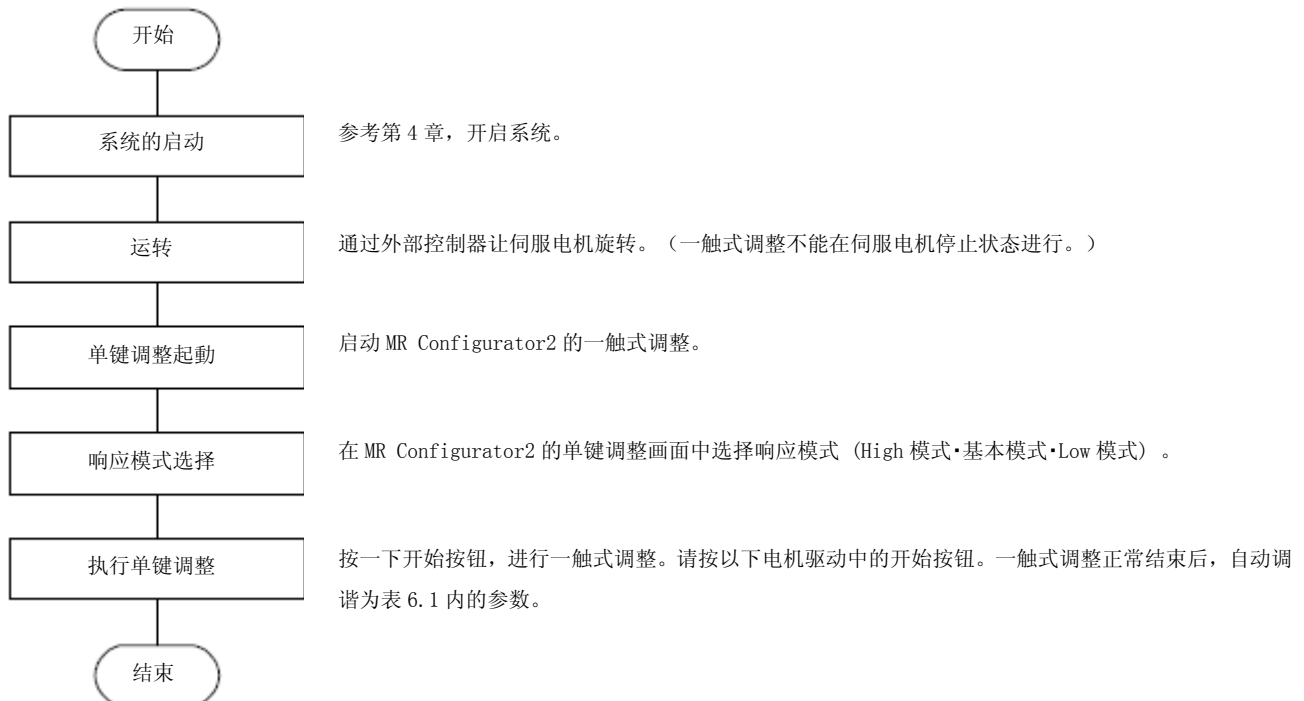 开始
系统的启动
参考第 4 章，开启系统。
运转
通过外部控制器让伺服电机旋转。（一触式调整不能在伺服电机停止状态进行。）
单键调整起動
启动 MR Configurator2 的一触式调整。
响应模式选择
在 MR Configurator2 的单键调整画面中选择响应模式 (High 模式·基本模式·Low 模式) 。
执行单键调整
按一下开始按钮，进行一触式调整。请按以下电机驱动中的开始按钮。一触式调整正常结束后，自动调
谐为表 6.1 内的参数。
结束